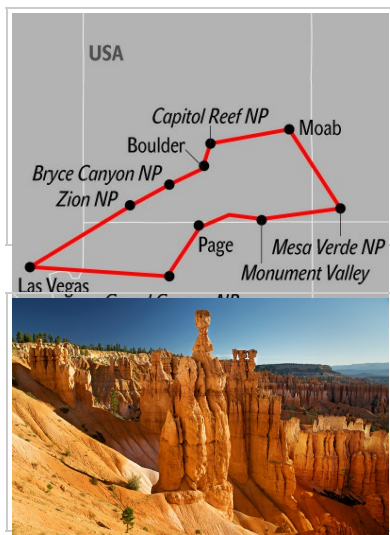 USA
Capitol Reef NP
Moab
Boulder
Bryce Canyon NP
Zion NP
Page
Mesa Verde NP
Monument Valley
Las Vegas